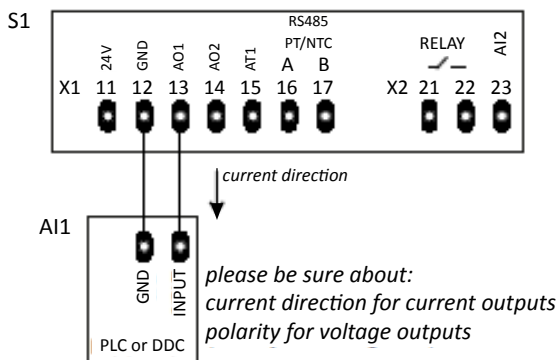 S1
RS485
PT/NTC
RELAY
24V GND AO1 AO2 AT1 A B AI2
X1 11 12 13 14 15 16 17 X2 21 22 23
current direction
AI1
GND INPUT
please be sure about:
current direction for current outputs
polarity for voltage outputs
PLC or DDC